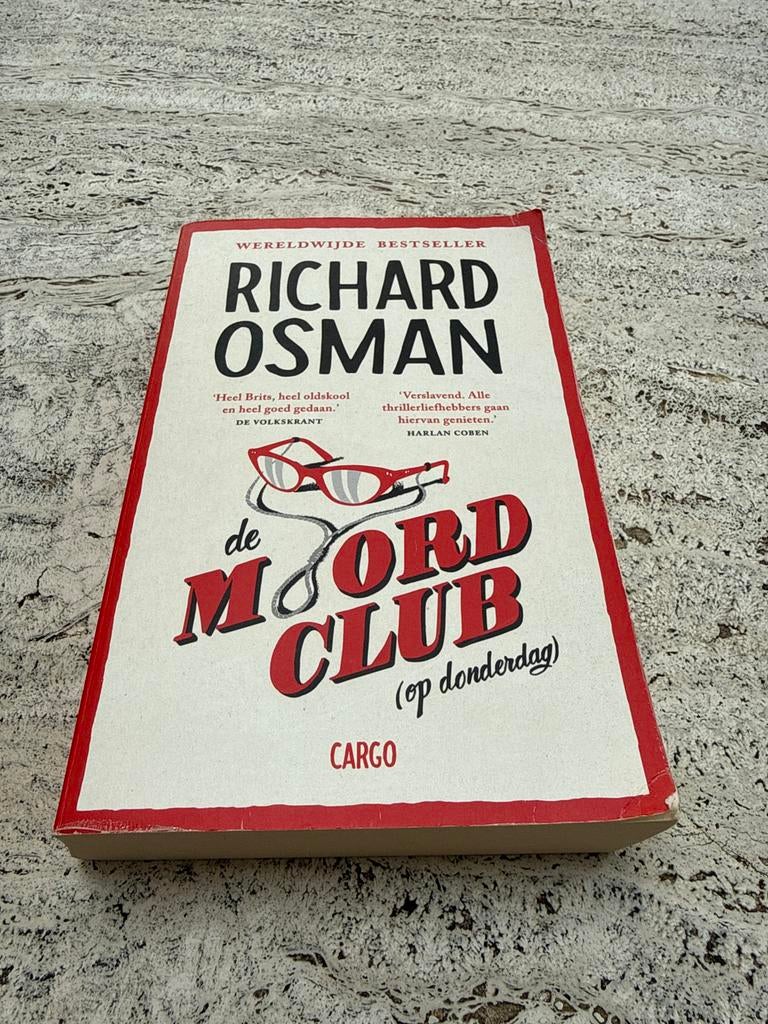 WERELDWIJDE BESTSELLER
RICHARD
OSMAN
‘Heel Brits, heel oldskool
en heel goed gedaan.’
DE VOLKSKRANT
‘Verslavend. Alle
thrillerliefhebbers gaan
hiervan genieten.’
HARLAN COBEN
de
MOORD
CLUB
(op donderdag)
CARGO